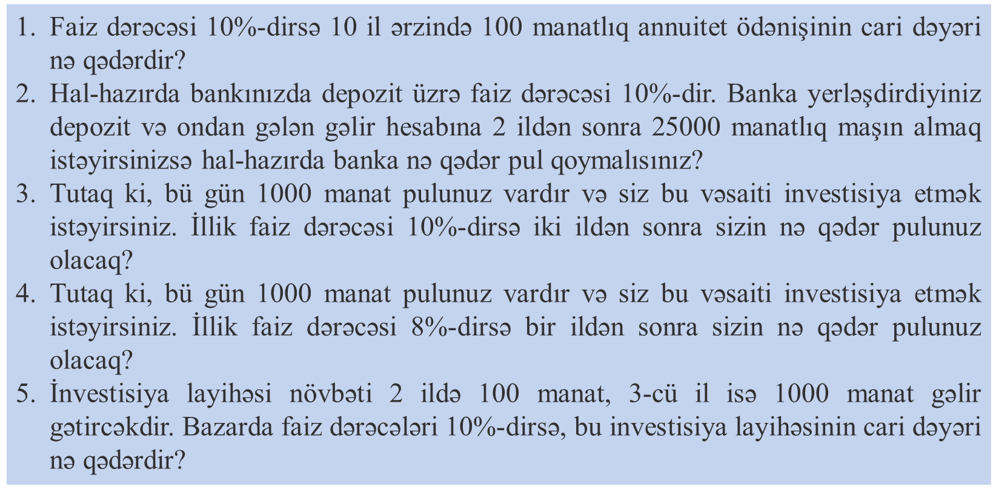 1. Faiz dərəcəsi 10%-dirsə 10 il ərzində 100 manatlıq annuitet ödənişinin cari dəyəri
nə qədərdir?
2. Hal-hazırda bankınızda depozit üzrə faiz dərəcəsi 10%-dir. Banka yerləşdirdiyiniz
depozit və ondan gələn gəlir hesabına 2 ildən sonra 25000 manatlıq maşın almaq
istəyirsinizsə hal-hazırda banka nə qədər pul qoymalısınız?
3. Tutaq ki, bü gün 1000 manat pulunuz vardır və siz bu vəsaiti investisiya etmək
istəyirsiniz. İllik faiz dərəcəsi 10%-dirsə iki ildən sonra sizin nə qədər pulunuz
olacaq?
4. Tutaq ki, bü gün 1000 manat pulunuz vardır və siz bu vəsaiti investisiya etmək
istəyirsiniz. İllik faiz dərəcəsi 8%-dirsə bir ildən sonra sizin nə qədər pulunuz
olacaq?
5. İnvestisiya layihəsi növbəti 2 ildə 100 manat, 3-cü il isə 1000 manat gəlir
gətircəkdir. Bazarda faiz dərəcələri 10%-dirsə, bu investisiya layihəsinin cari dəyəri
nə qədərdir?